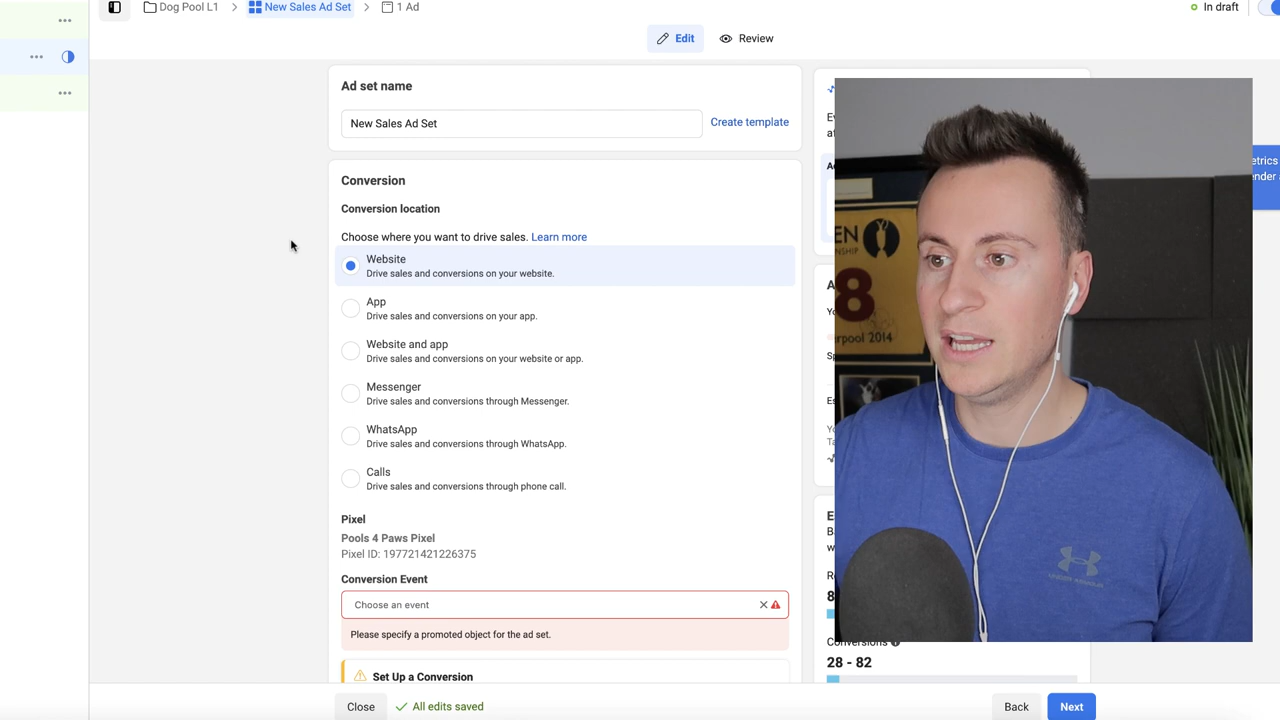 Dog Pool L1 > New Sales Ad Set > 1 Ad
In draft
Edit
Review
Ad set name
New Sales Ad Set
Create template
Conversion
Conversion location
Choose where you want to drive sales. Learn more
Website
Drive sales and conversions on your website.
App
Drive sales and conversions on your app.
Website and app
Drive sales and conversions on your website or app.
Messenger
Drive sales and conversions through Messenger.
WhatsApp
Drive sales and conversions through WhatsApp.
Calls
Drive sales and conversions through phone call.
Pixel
Pools 4 Paws Pixel
Pixel ID: 197721421226375
Conversion Event
Choose an event
Please specify a promoted object for the ad set.
Set Up a Conversion
Close
All edits saved
Back
Next
Conversions
28 - 82
8
rpool 2014
UNDER ARMOUR